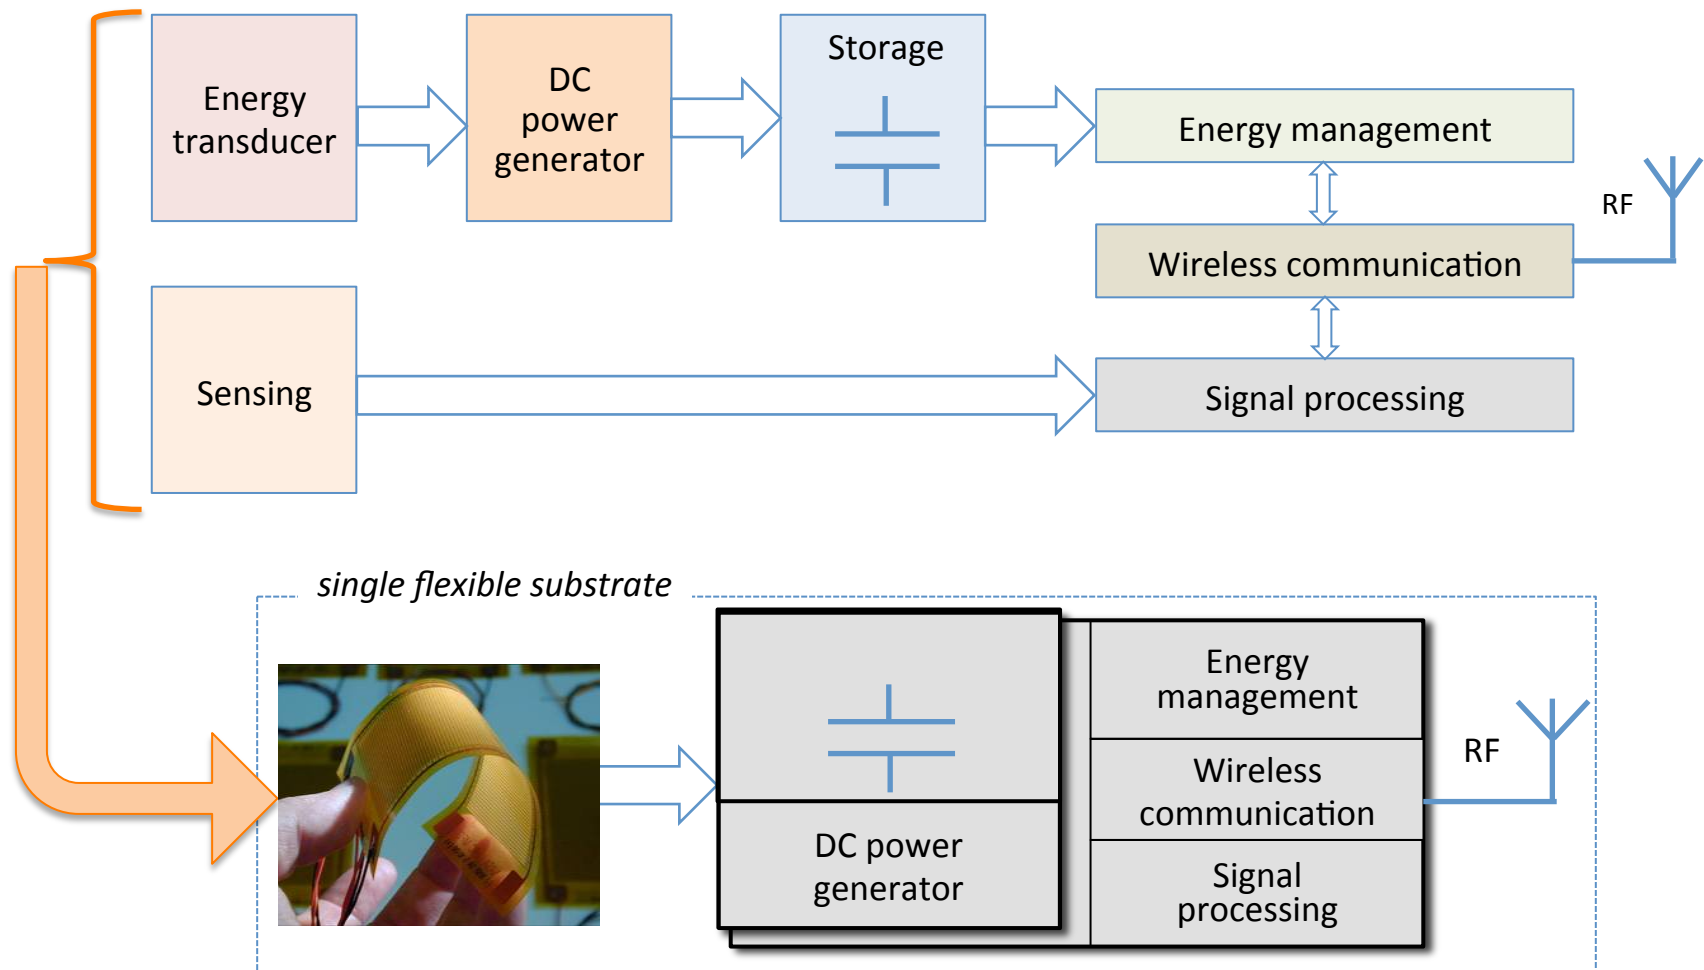 Energy
transducer
DC
power
generator
Storage
Energy management
RF
Wireless communication
Sensing
Signal processing
single flexible substrate
Energy
management
RF
Wireless
communication
DC power
generator
Signal
processing